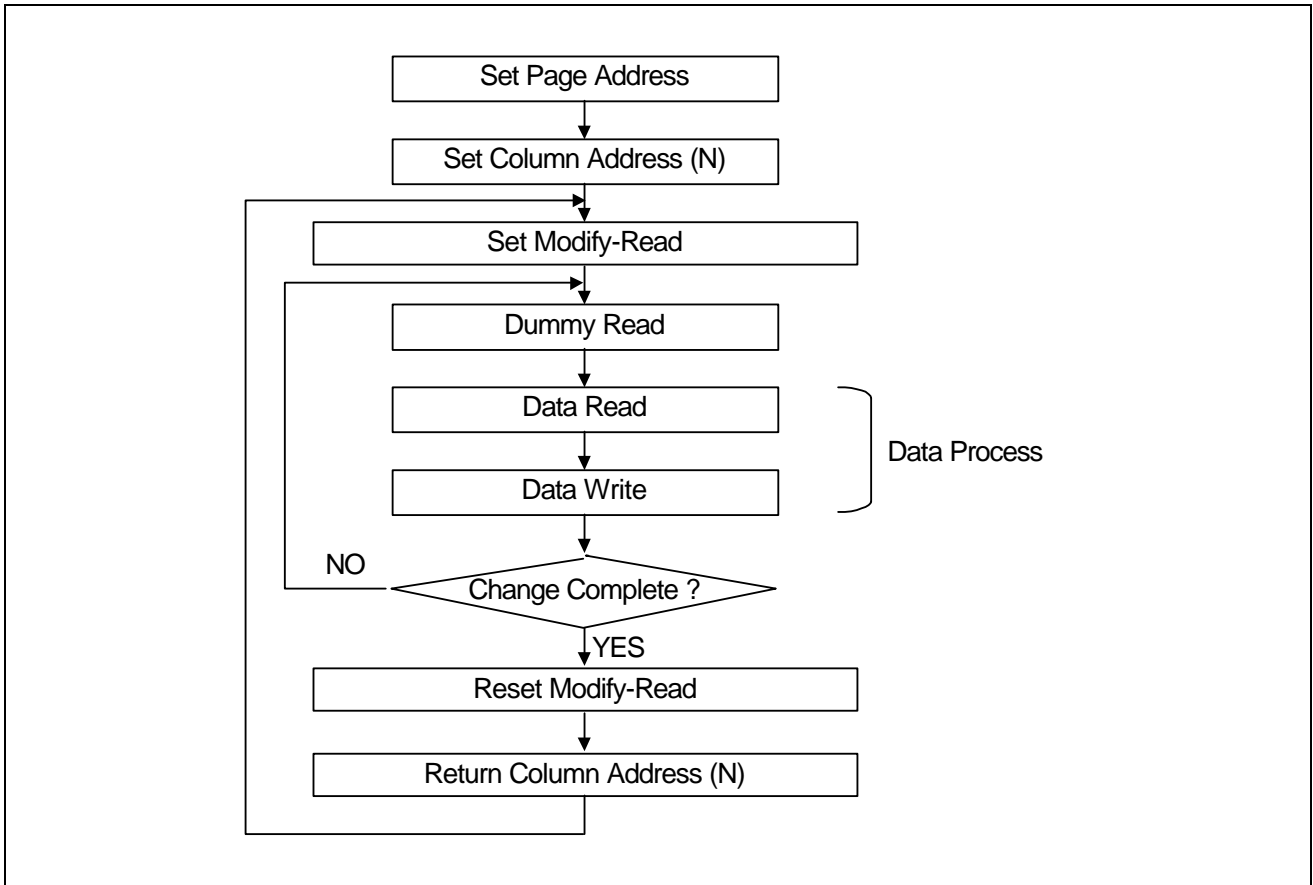 Set Page Address
Set Column Address (N)
Set Modify-Read
Dummy Read
Data Read
Data Process
Data Write
NO
Change Complete ?
YES
Reset Modify-Read
Return Column Address (N)